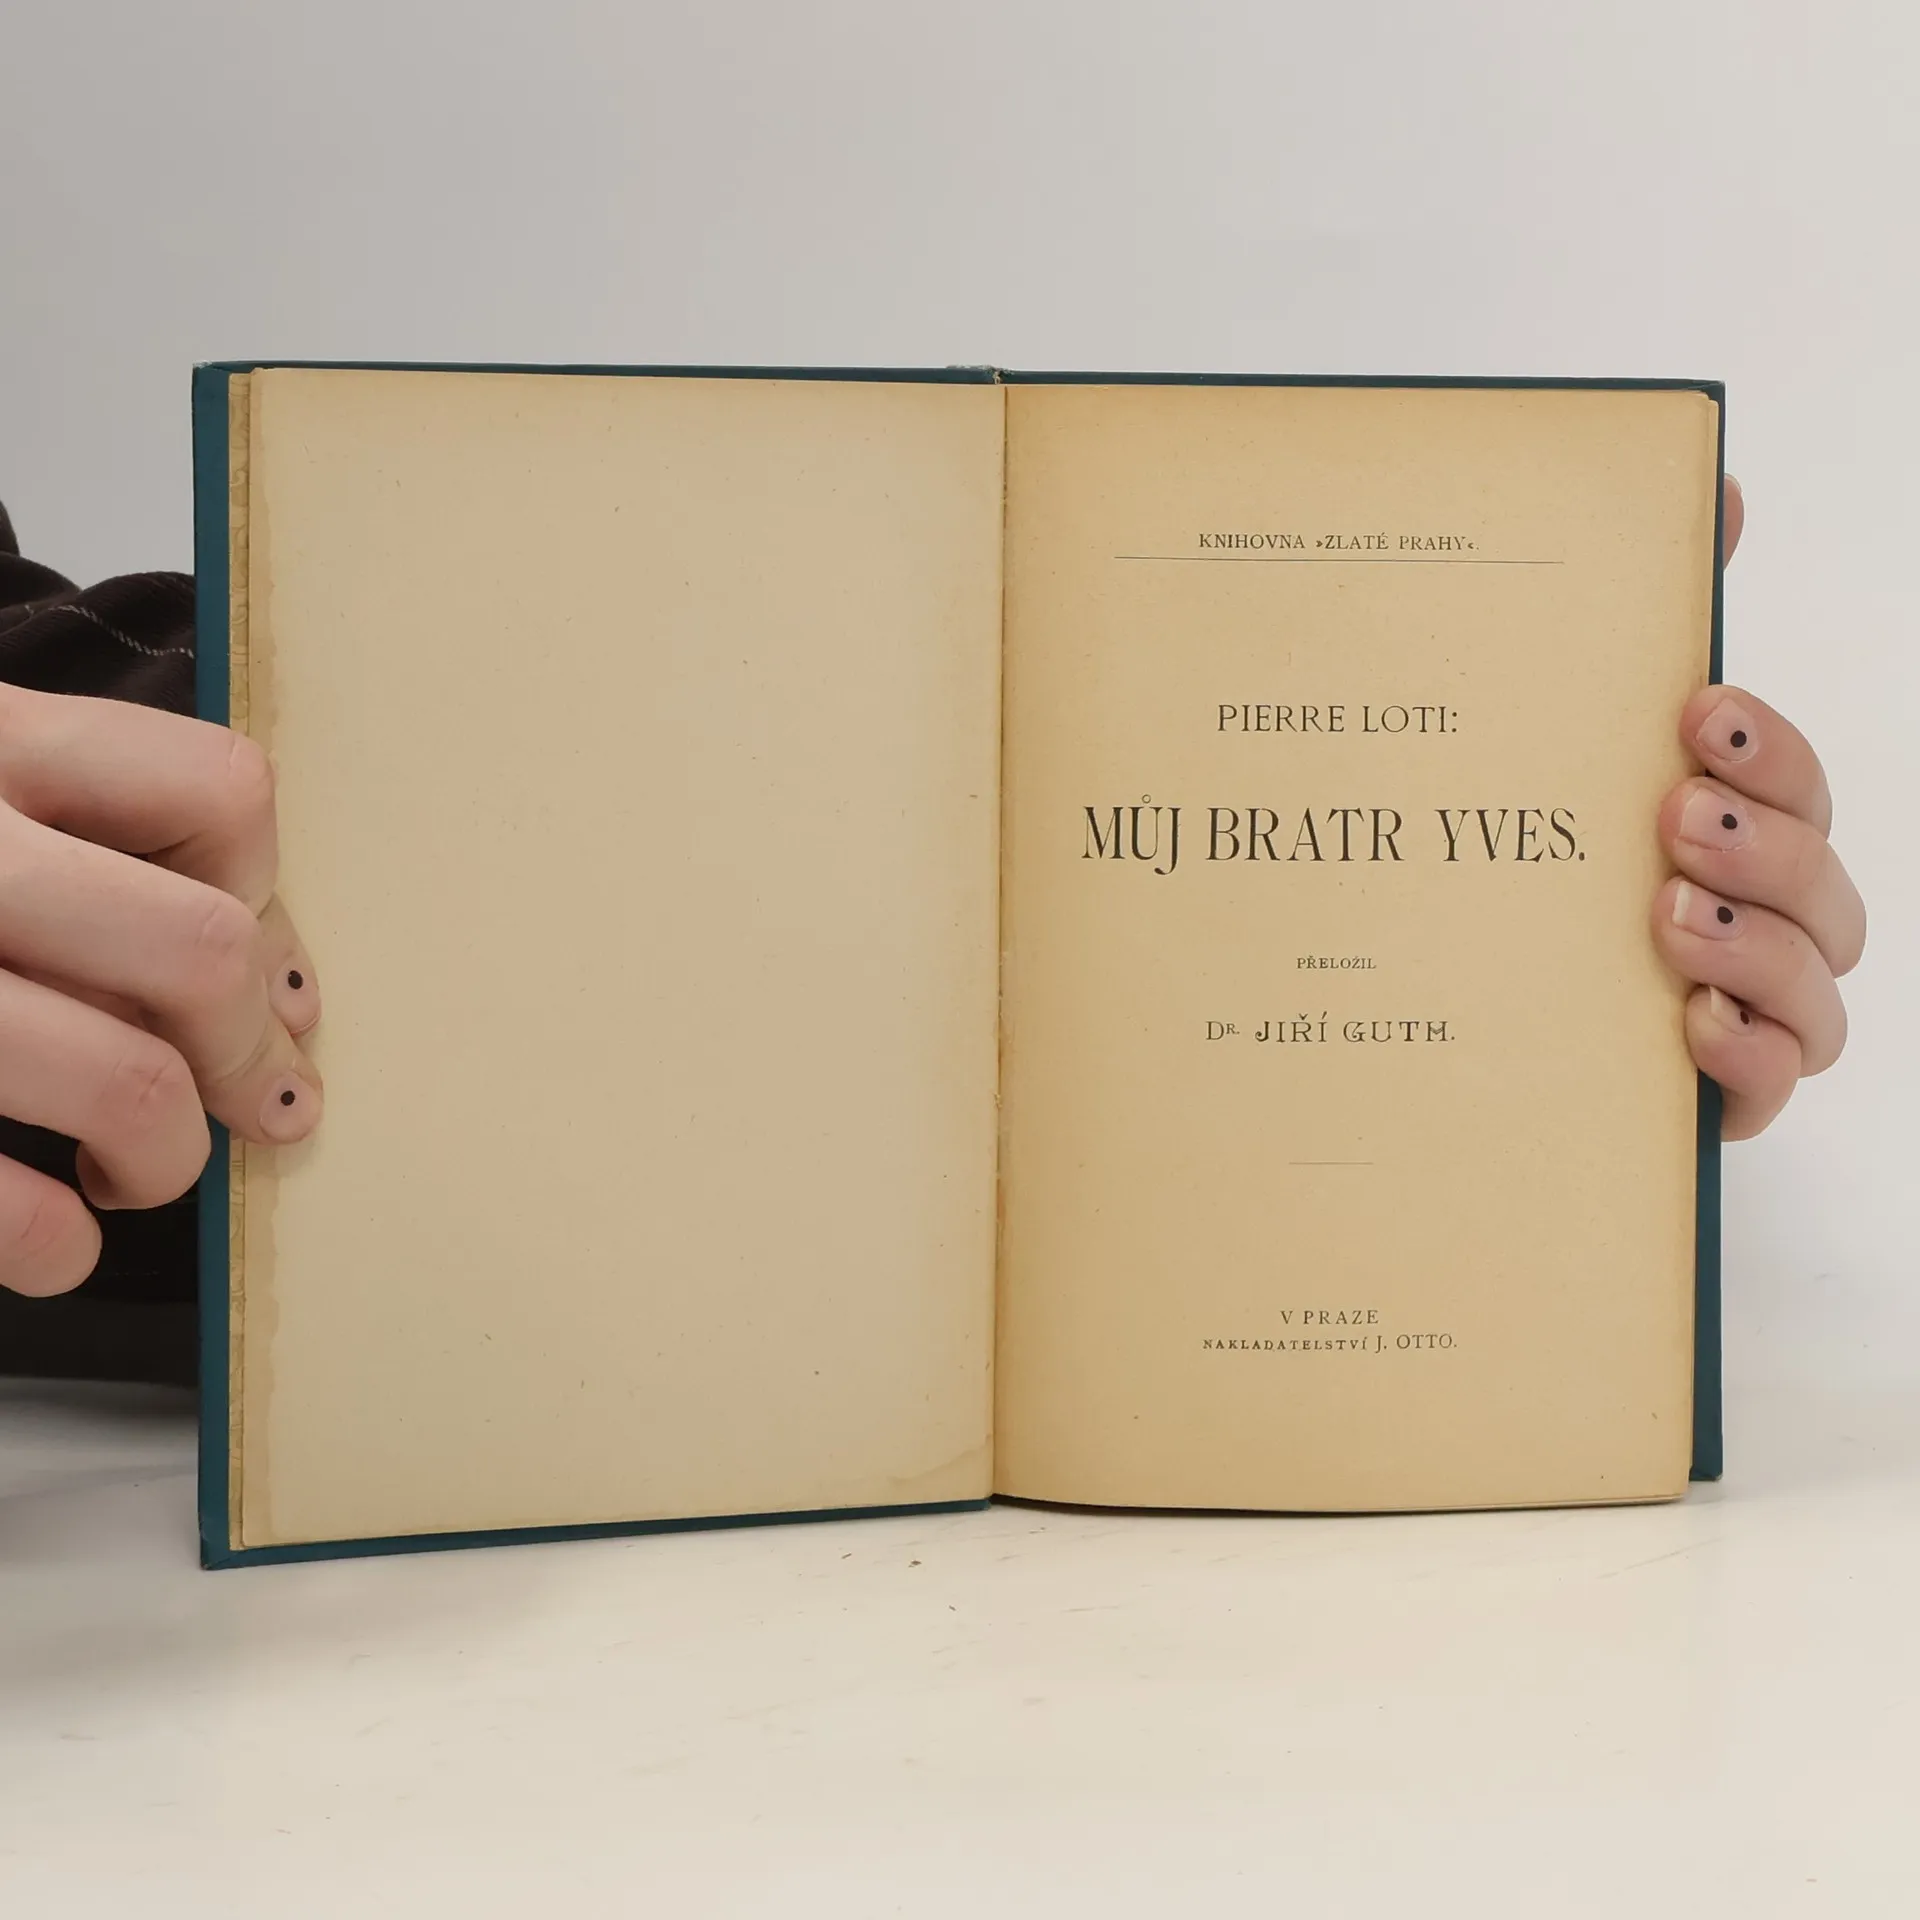 KNIHOVNA »ZLATÉ PRAHY«.
PIERRE LOTI:
MŮJ BRATR YVES.
PŘELOŽIL
DR. JIŘÍ GUTH.
V PRAZE
NAKLADATELSTVÍ J. OTTO.